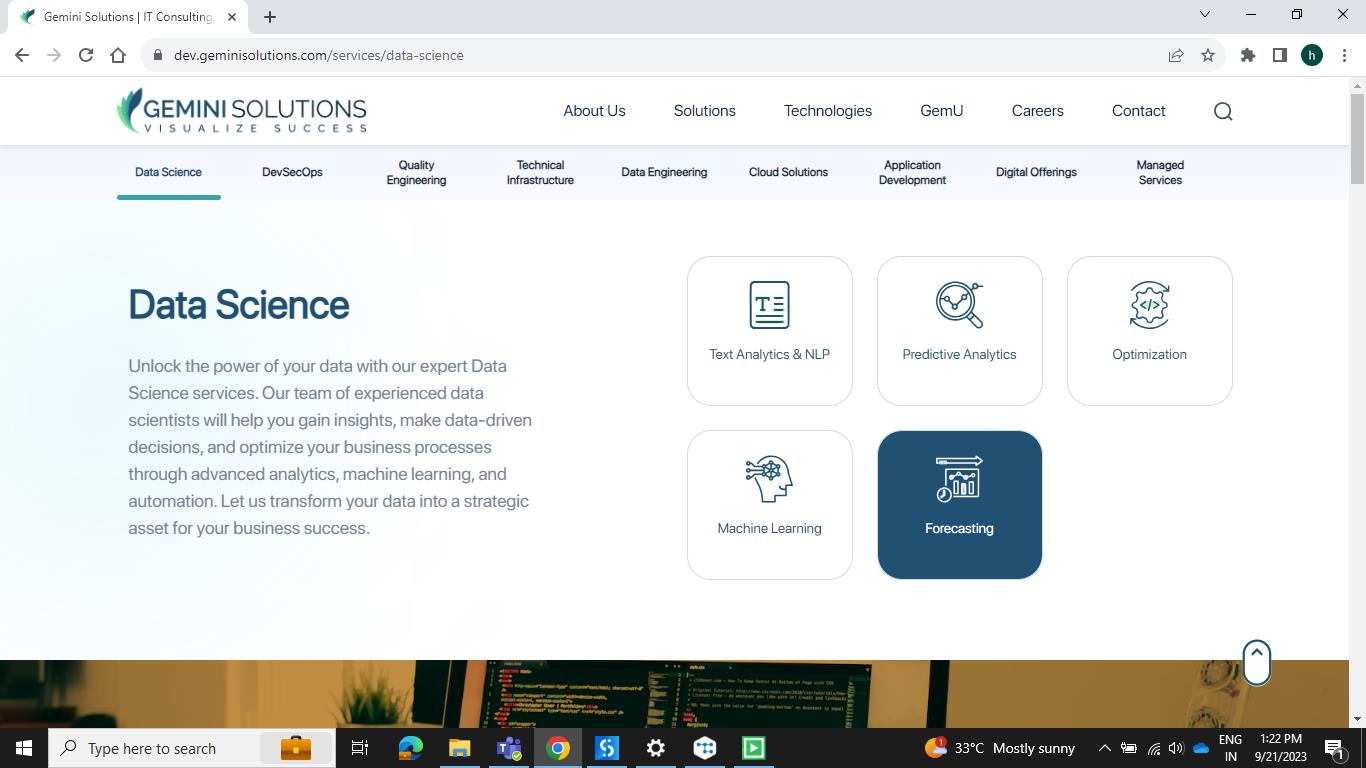 Gemini Solutions | IT Consulting
dev.geminisolutions.com/services/data-science
h
GEMINI SOLUTIONS
VISUALIZE SUCCESS
About Us
Solutions
Technologies
GemU
Careers
Contact
Data Science
DevSecOps
Quality
Engineering
Technical
Infrastructure
Data Engineering
Cloud Solutions
Application
Development
Digital Offerings
Managed
Services
Data Science
Unlock the power of your data with our expert Data
Science services. Our team of experienced data
scientists will help you gain insights, make data-driven
decisions, and optimize your business processes
through advanced analytics, machine learning, and
automation. Let us transform your data into a strategic
asset for your business success.
T
Text Analytics & NLP
Predictive Analytics
</>
Optimization
Machine Learning
Forecasting
Type here to search
1
33°C Mostly sunny
ENG
IN
1:22 PM
9/21/2023
1